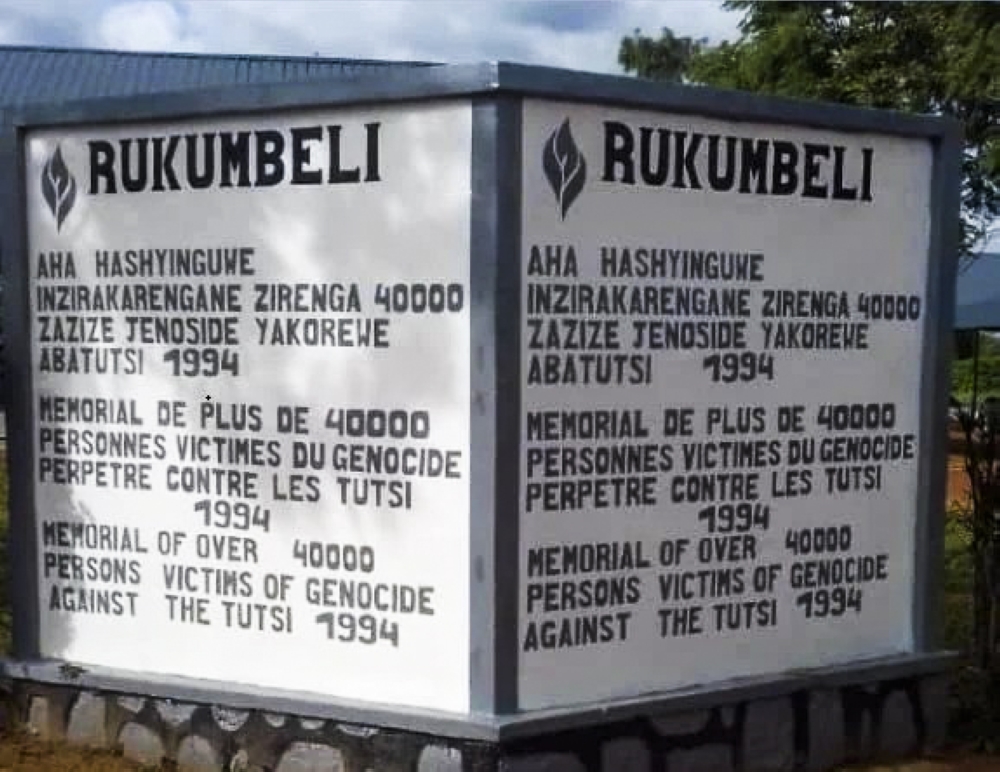 RUKUMBELI
AHA HASHYINGUWE
INZIRAKARENGANE ZIRENGA 40000
ZAZIZE JENOSIDE YAKOREWE
ABATUTSI 1994
MEMORIAL DE PLUS DE 40000
PERSONNES VICTIMES DU GENOCIDE
PERPETRE CONTRE LES TUTSI
1994
MEMORIAL OF OVER 40000
PERSONS VICTIMS OF GENOCIDE
AGAINST THE TUTSI 1994
RUKUMBELI
AHA HASHYINGUWE
INZIRAKARENGANE ZIRENGA 40000
ZAZIZE JENOSIDE YAKOREWE
ABATUTSI 1994
MEMORIAL DE PLUS DE 40000
PERSONNES VICTIMES DU GENOCIDE
PERPETRE CONTRE LES TUTSI
1994
MEMORIAL OF OVER 40000
PERSONS VICTIMS OF GENOCIDE
AGAINST THE TUTSI 1994